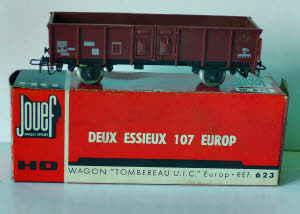 Jouef
HO
DEUX ESSIEUX 107 EUROP
WAGON "TOMBEREAU U.I.C." Europ - RÉF. 623